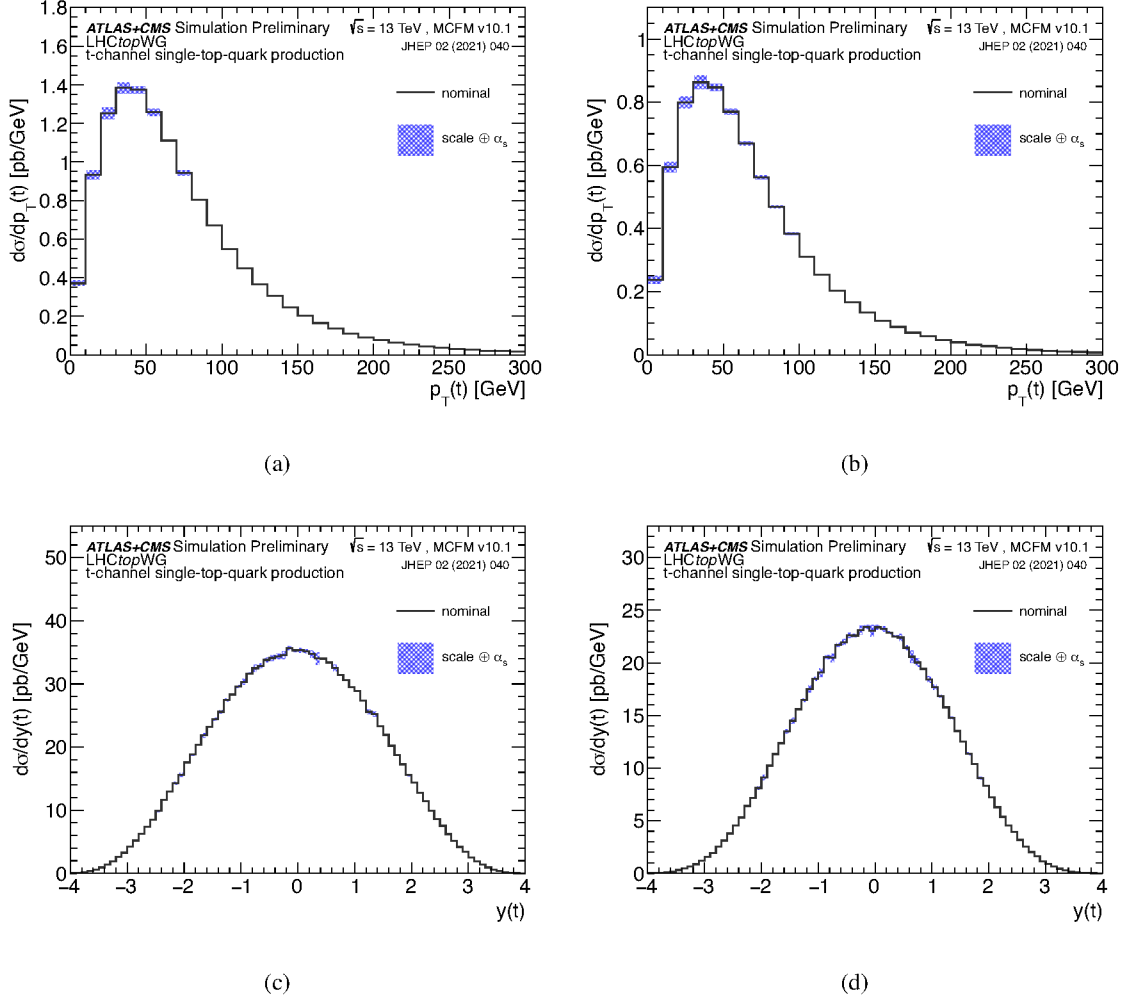 ATLAS+CMS Simulation Preliminary
√s = 13 TeV , MCFM v10.1
LHCtopWG
JHEP 02 (2021) 040
t-channel single-top-quark production
nominal
scale ⊕ αs
dσ/dpT(t) [pb/GeV]
1.8
1.6
1.4
1.2
1
0.8
0.6
0.4
0.2
0
0 50 100 150 200 250 300
pT(t) [GeV]
(a)
ATLAS+CMS Simulation Preliminary
√s = 13 TeV , MCFM v10.1
LHCtopWG
JHEP 02 (2021) 040
t-channel single-top-quark production
nominal
scale ⊕ αs
dσ/dpT(t) [pb/GeV]
1
0.8
0.6
0.4
0.2
0
0 50 100 150 200 250 300
pT(t) [GeV]
(b)
ATLAS+CMS Simulation Preliminary
√s = 13 TeV , MCFM v10.1
LHCtopWG
JHEP 02 (2021) 040
t-channel single-top-quark production
nominal
scale ⊕ αs
dσ/dy(t) [pb/GeV]
50
40
30
20
10
0
−4 −3 −2 −1 0 1 2 3 4
y(t)
(c)
ATLAS+CMS Simulation Preliminary
√s = 13 TeV , MCFM v10.1
LHCtopWG
JHEP 02 (2021) 040
t-channel single-top-quark production
nominal
scale ⊕ αs
dσ/dy(t) [pb/GeV]
30
25
20
15
10
5
0
−4 −3 −2 −1 0 1 2 3 4
y(t)
(d)